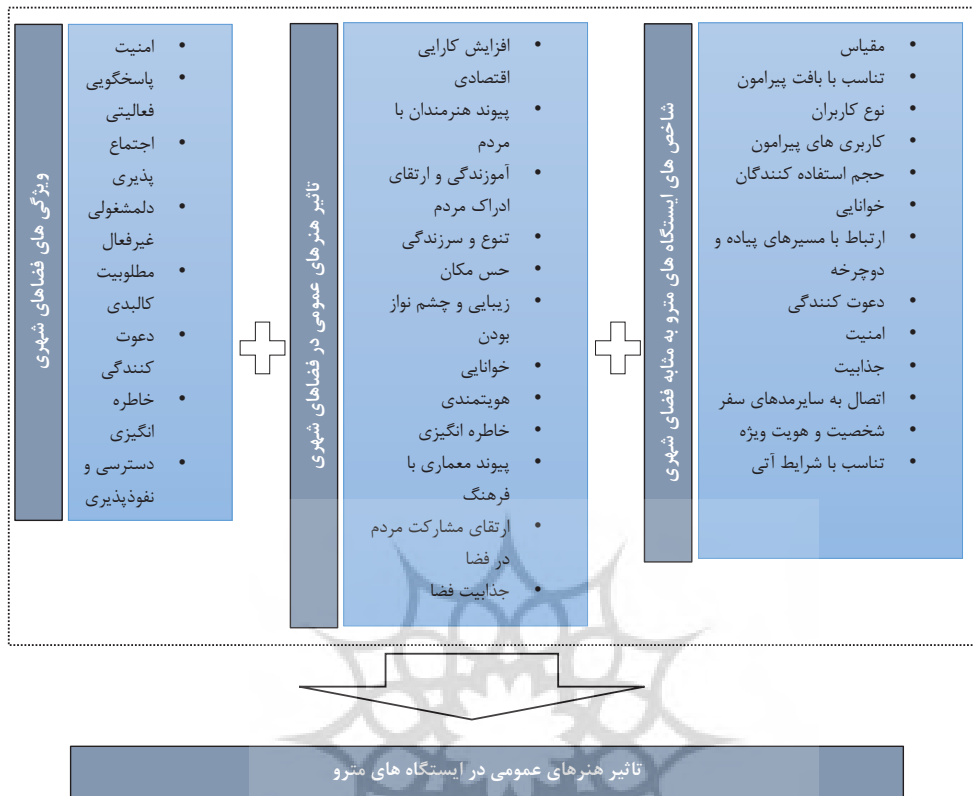 شاخص های ایستگاه های مترو به مثابه فضای شهری
• مقیاس
• تناسب با بافت پیرامون
• نوع کاربران
• کاربری های پیرامون
• حجم استفاده کنندگان
• خوانایی
• ارتباط با مسیرهای پیاده و
دوچرخه
• دعوت کنندگی
• امنیت
• جذابیت
• اتصال به سایرمدهای سفر
• شخصیت و هویت ویژه
• تناسب با شرایط آتی
تاثیر هنرهای عمومی در فضاهای شهری
• افزایش کارایی
اقتصادی
• پیوند هنرمندان با
مردم
• آموزندگی و ارتقای
ادراک مردم
• تنوع و سرزندگی
• حس مکان
• زیبایی و چشم نواز
بودن
• خوانایی
• هویتمندی
• خاطره انگیزی
• پیوند معماری با
فرهنگ
• ارتقای مشارکت مردم
در فضا
• جذابیت فضا
ویژگی های فضاهای شهری
• امنیت
• پاسخگویی
فعالیتی
• اجتماع
پذیری
• دلمشغولی
غیرفعال
• مطلوبیت
کالبدی
• دعوت
کنندگی
• خاطره
انگیزی
• دسترسی و
نفوذپذیری
تاثیر هنرهای عمومی در ایستگاه های مترو